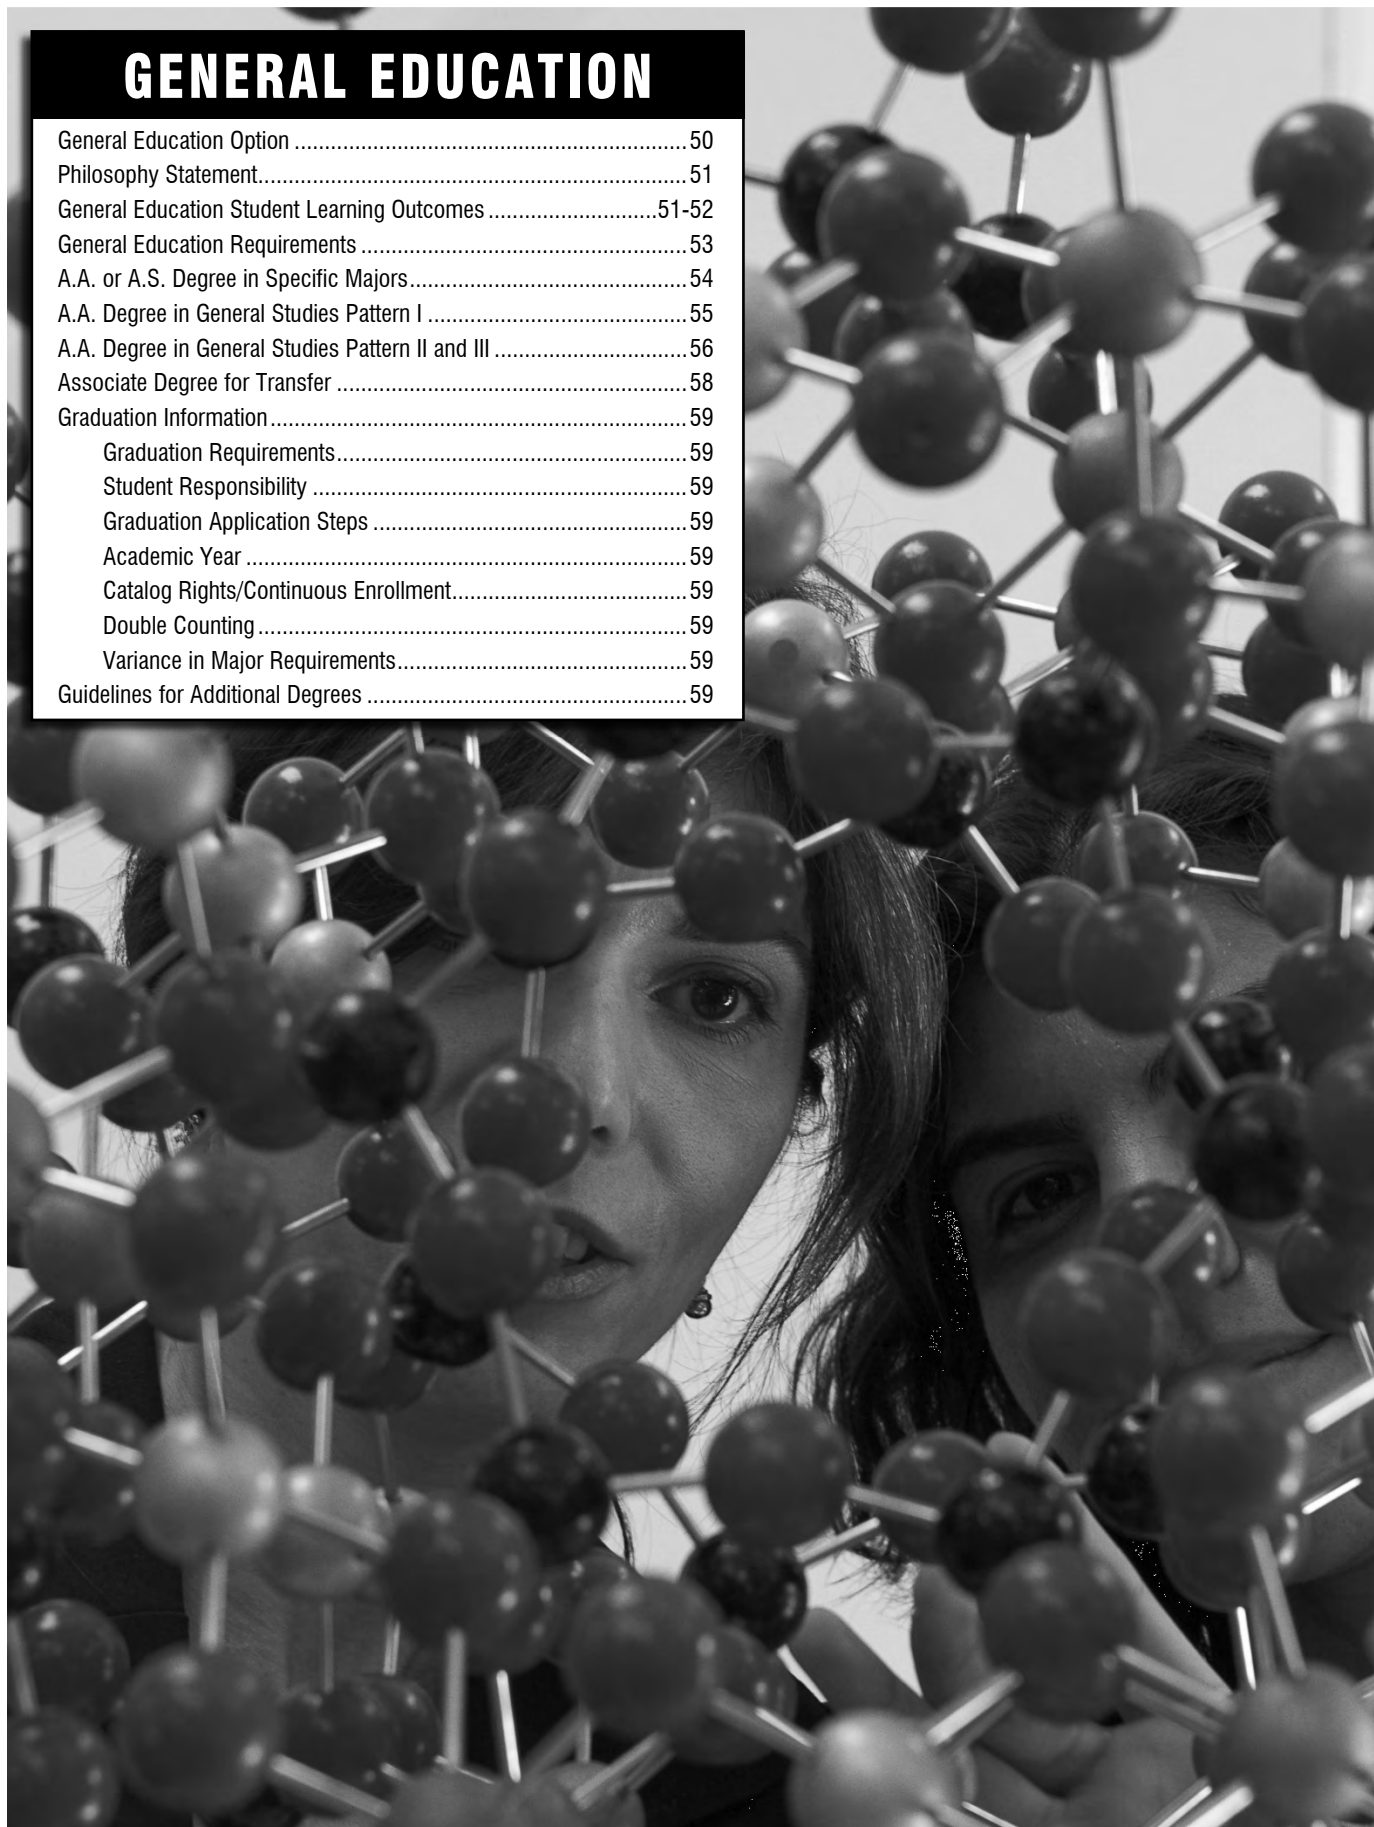 GENERAL EDUCATION
General Education Option ................................................................. 50
Philosophy Statement....................................................................... 51
General Education Student Learning Outcomes ............................51-52
General Education Requirements ...................................................... 53
A.A. or A.S. Degree in Specific Majors.............................................. 54
A.A. Degree in General Studies Pattern I ........................................... 55
A.A. Degree in General Studies Pattern II and III ................................ 56
Associate Degree for Transfer .......................................................... 58
Graduation Information..................................................................... 59
Graduation Requirements.......................................................... 59
Student Responsibility .............................................................. 59
Graduation Application Steps .................................................... 59
Academic Year ......................................................................... 59
Catalog Rights/Continuous Enrollment....................................... 59
Double Counting....................................................................... 59
Variance in Major Requirements................................................ 59
Guidelines for Additional Degrees ..................................................... 59